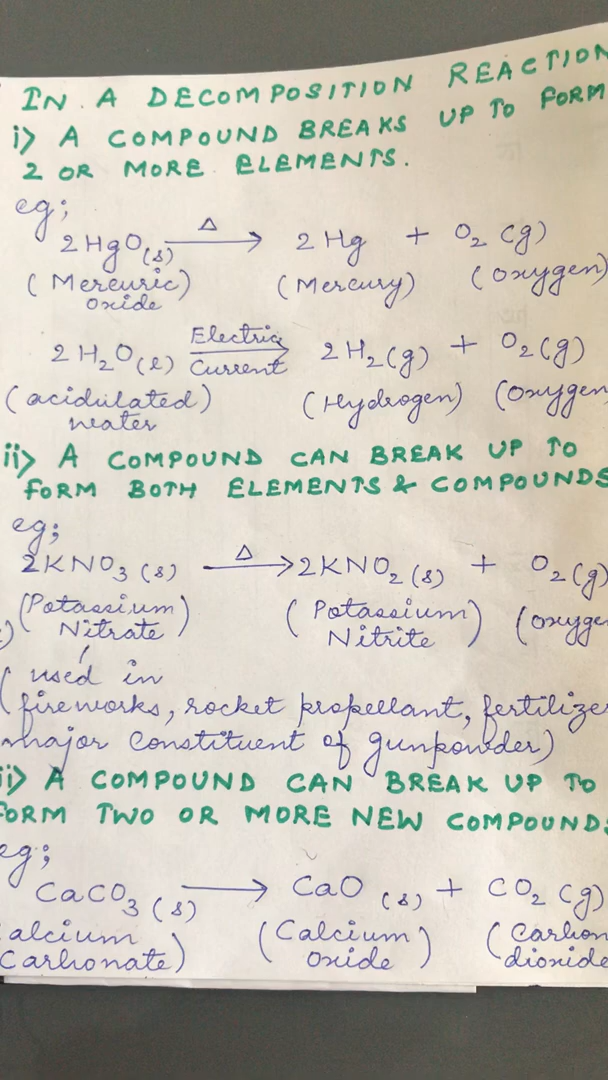 IN A DECOMPOSITION REACTION
i> A COMPOUND BREAKS UP TO FORM
2 OR MORE ELEMENTS.
eg;
2HgO(s) Δ→ 2Hg + O₂(g)
(Mercuric oxide) (Mercury) (Oxygen)
2H₂O(l) Electric Current→ 2H₂(g) + O₂(g)
(acidulated) water (Hydrogen) (Oxygen
ii> A COMPOUND CAN BREAK UP TO
FORM BOTH ELEMENTS & COMPOUNDS
eg;
2KNO₃(s) Δ→ 2KNO₂(s) + O₂(g)
(Potassium Nitrate) (Potassium Nitrite) (oxyge
(used in
fireworks, rocket propellant, fertilize
major constituent of gunpowder)
ii> A COMPOUND CAN BREAK UP TO
FORM TWO OR MORE NEW COMPOUNDS
eg;
CaCO₃(s) → CaO(s) + CO₂(g)
alcium Carbonate) (Calcium oxide) (Carbon dioxide